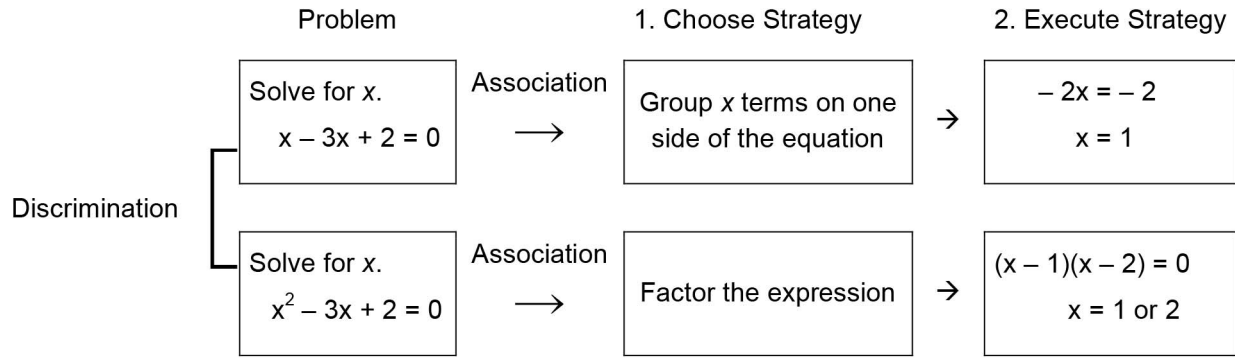 Problem
1. Choose Strategy
2. Execute Strategy
Solve for x.
x – 3x + 2 = 0
Association
→
Group x terms on one
side of the equation
→
– 2x = – 2
x = 1
Discrimination
Solve for x.
x² – 3x + 2 = 0
Association
→
Factor the expression
→
(x – 1)(x – 2) = 0
x = 1 or 2